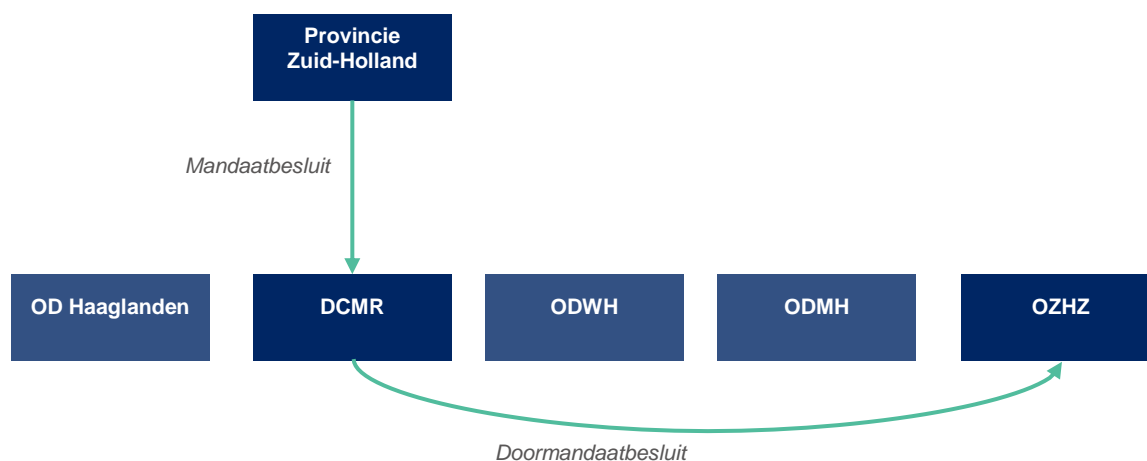 Provincie
Zuid-Holland
Mandaatbesluit
OD Haaglanden
DCMR
ODWH
ODMH
OZHZ
Doormandaatbesluit